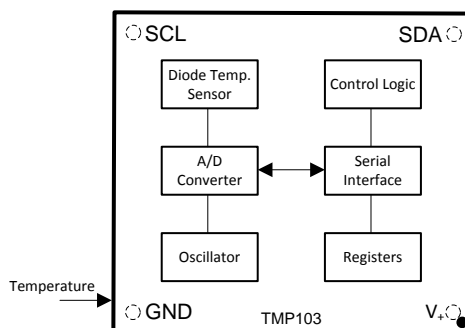 SCL
SDA
Diode Temp.
Sensor
Control Logic
A/D
Converter
Serial
Interface
Oscillator
Registers
Temperature
GND
TMP103
V+